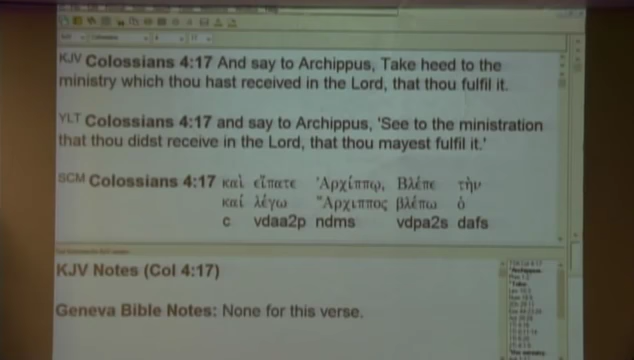 KJV Colossians 4:17 And say to Archippus, Take heed to the
ministry which thou hast received in the Lord, that thou fulfil it.
YLT Colossians 4:17 and say to Archippus, 'See to the ministration
that thou didst receive in the Lord, that thou mayest fulfil it.'
SCM Colossians 4:17 καὶ εἴπατε Ἀρχίππῳ, Βλέπε τὴν
καί λέγω Ἄρχιππος βλέπω ὁ
c vdaa2p ndms vdpa2s dafs
KJV Notes (Col 4:17)
Geneva Bible Notes: None for this verse.